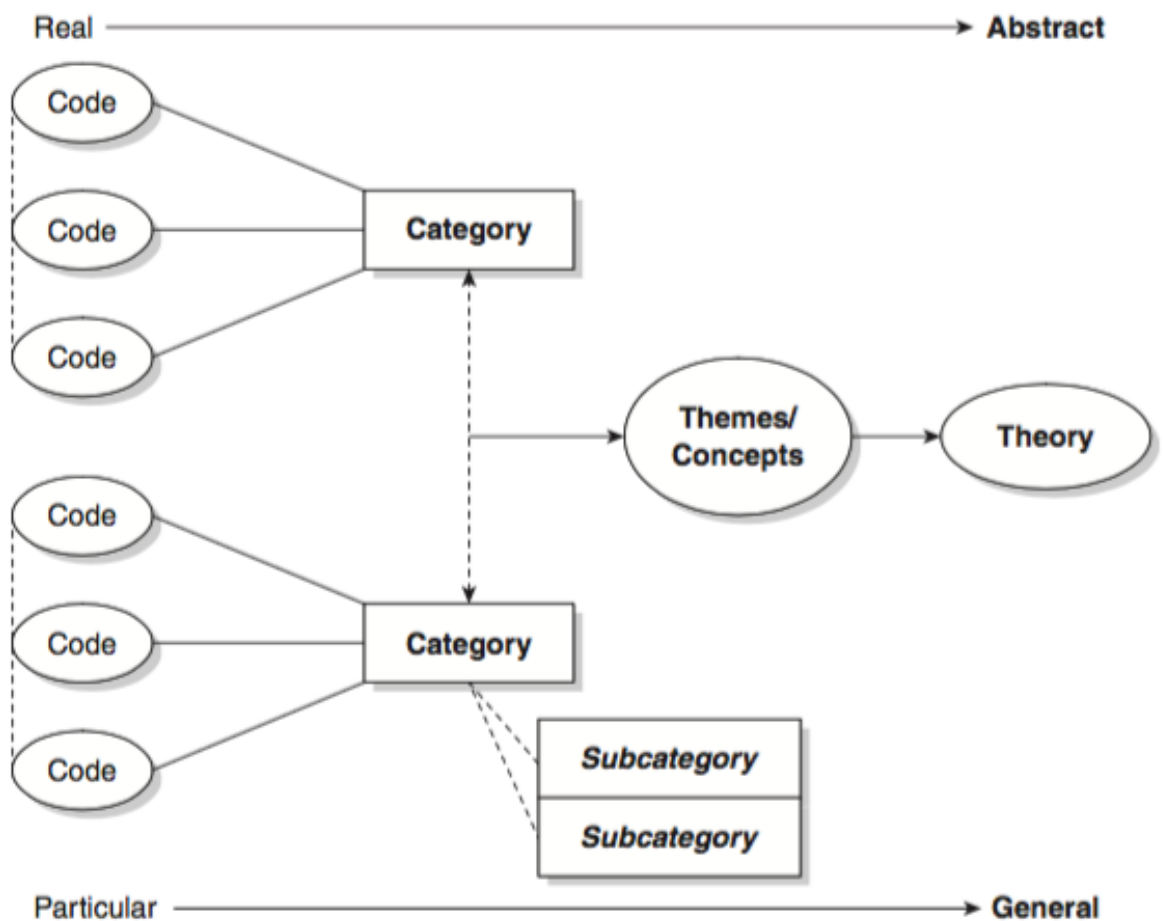 Real
Abstract
Code
Code
Category
Code
Themes/
Concepts
Theory
Code
Code
Category
Code
Subcategory
Subcategory
Particular
General